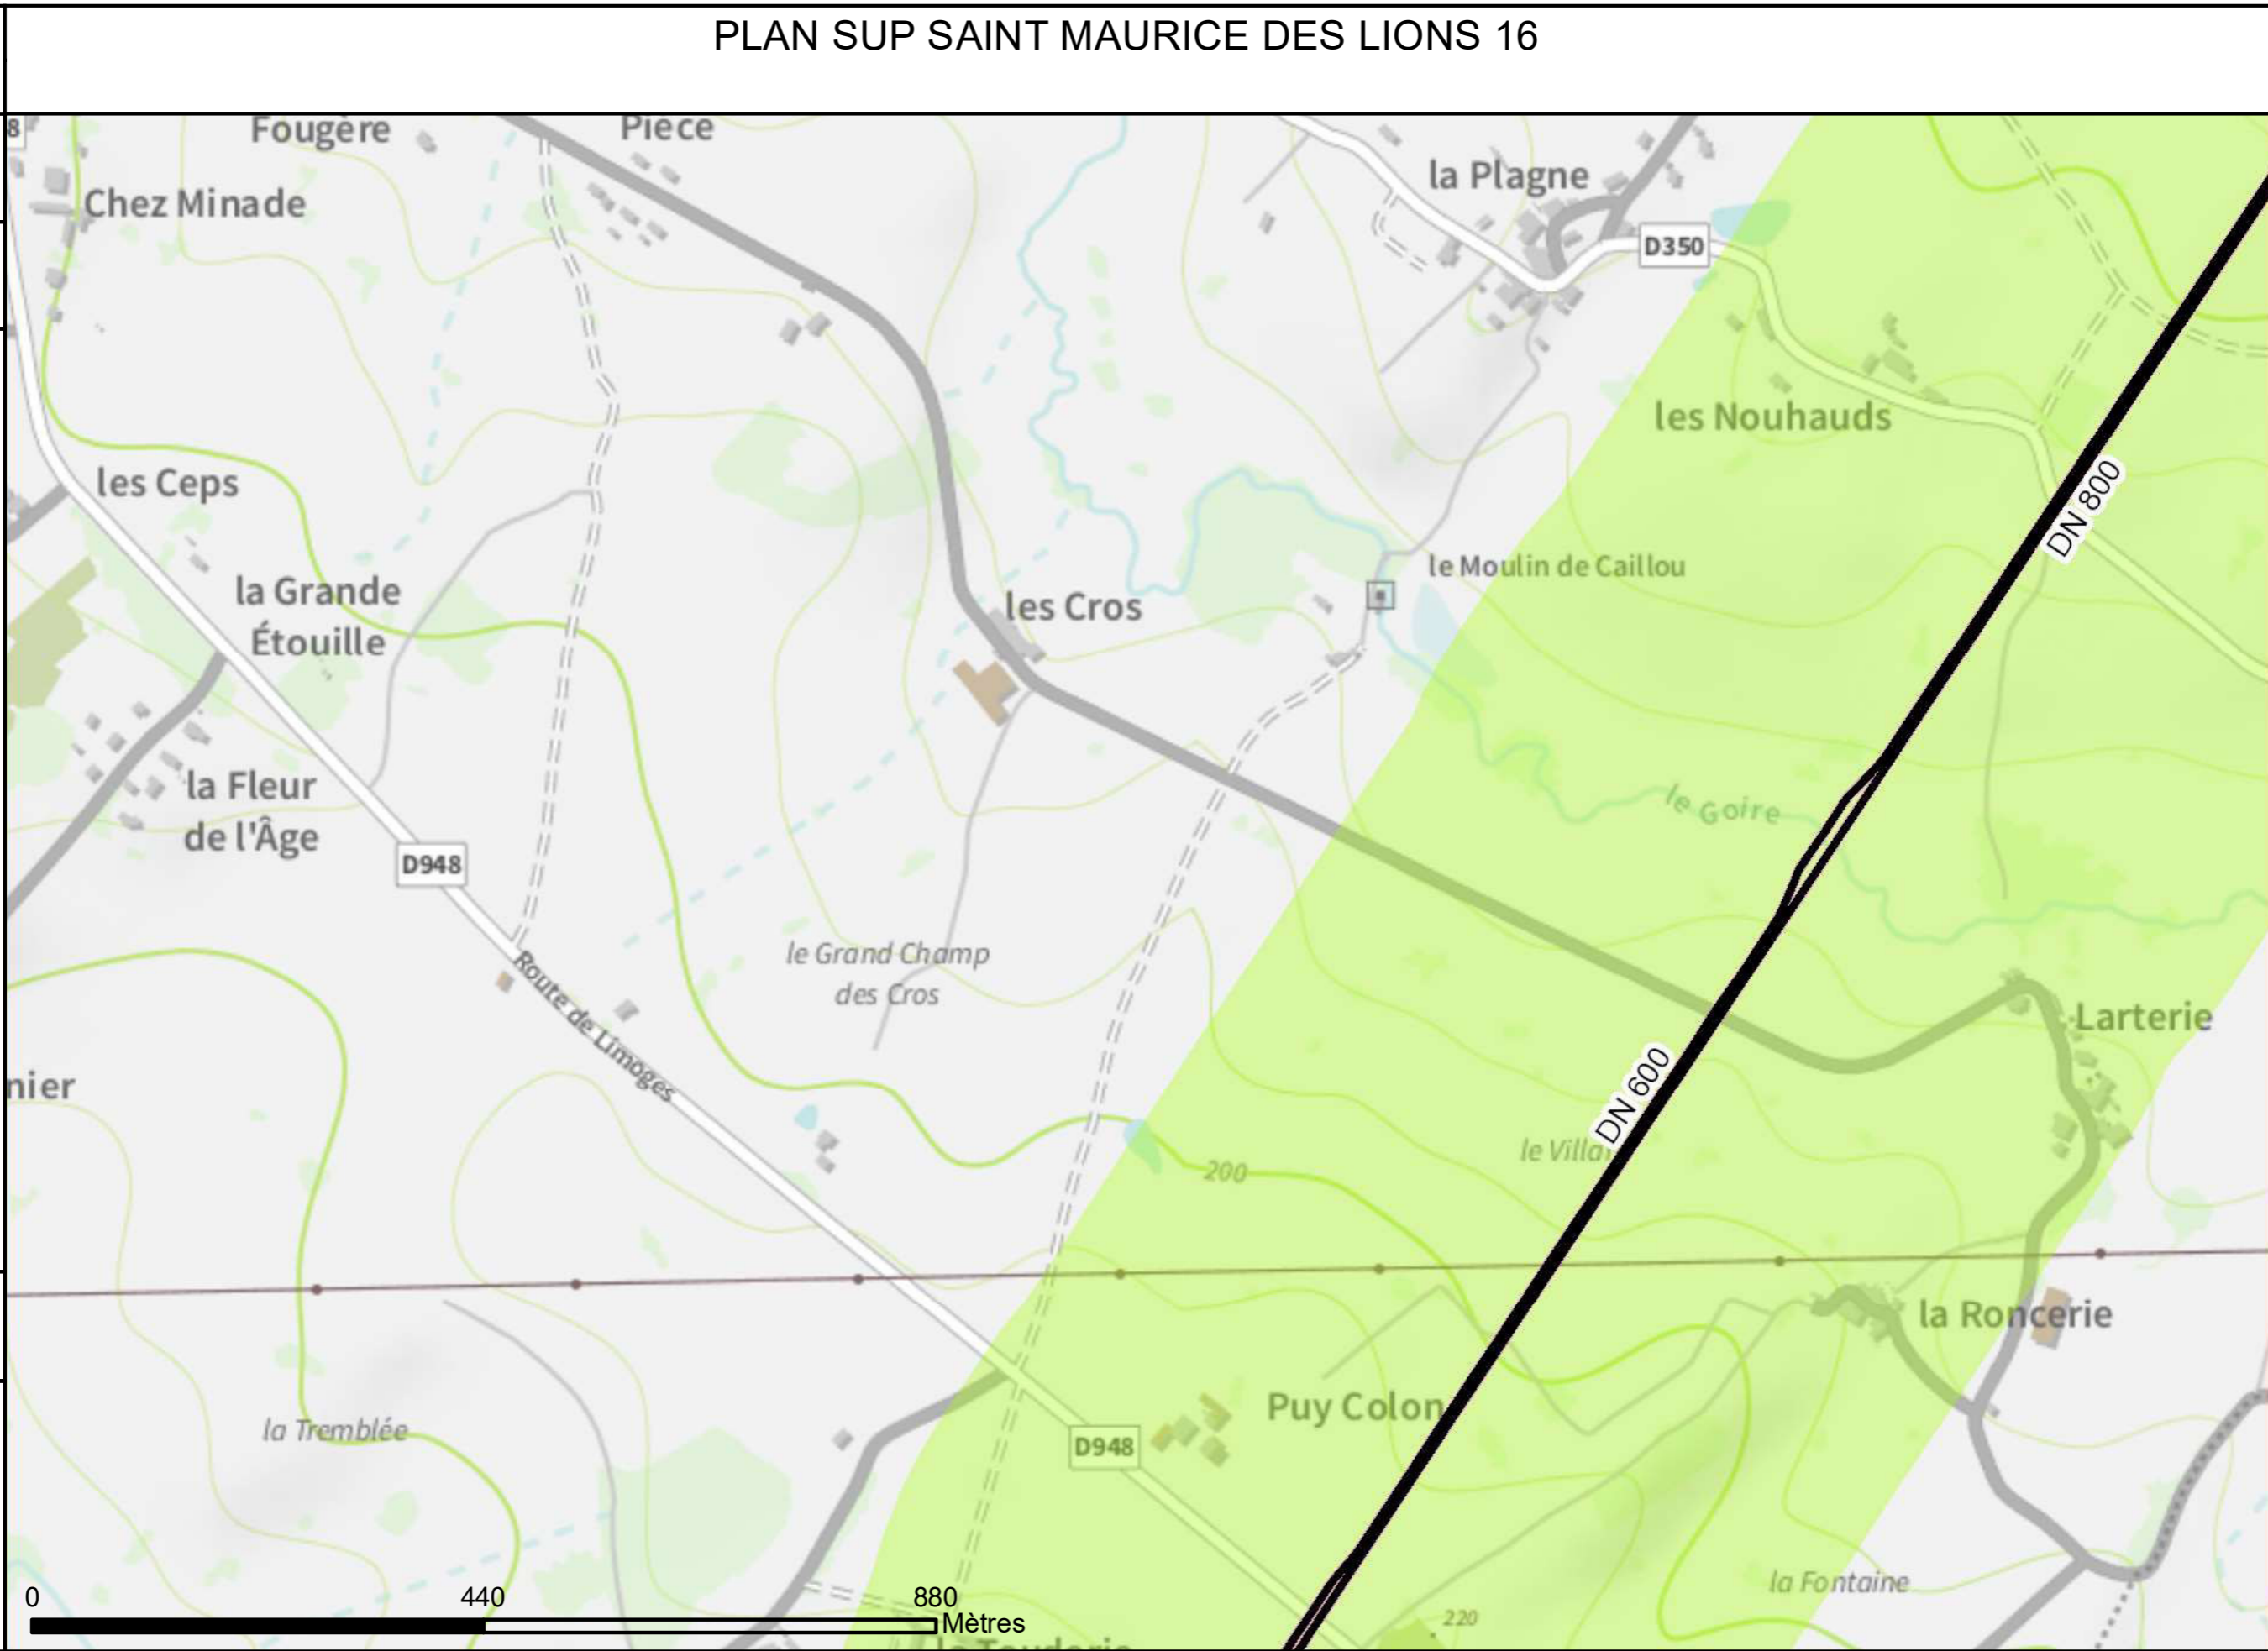 PLAN SUP SAINT MAURICE DES LIONS 16
8
Fougère
Pièce
la Plagne
Chez Minade
D350
les Nouhauds
les Ceps
DN 800
le Moulin de Caillou
la Grande
Étouille
les Cros
la Fleur
de l'Âge
le Goire
D948
le Grand Champ
des Cros
Route de Limoges
Larterie
nier
DN 600
le Villa
200
la Roncerie
Puy Colon
la Tremblée
D948
la Fontaine
0
440
880
Mètres
220